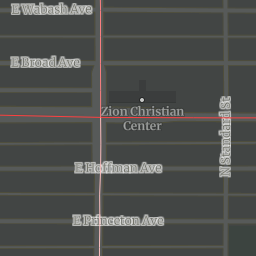 E Wabash Ave
E Broad Ave
Zion Christian
Center
N Standard St
E Hoffman Ave
E Princeton Ave